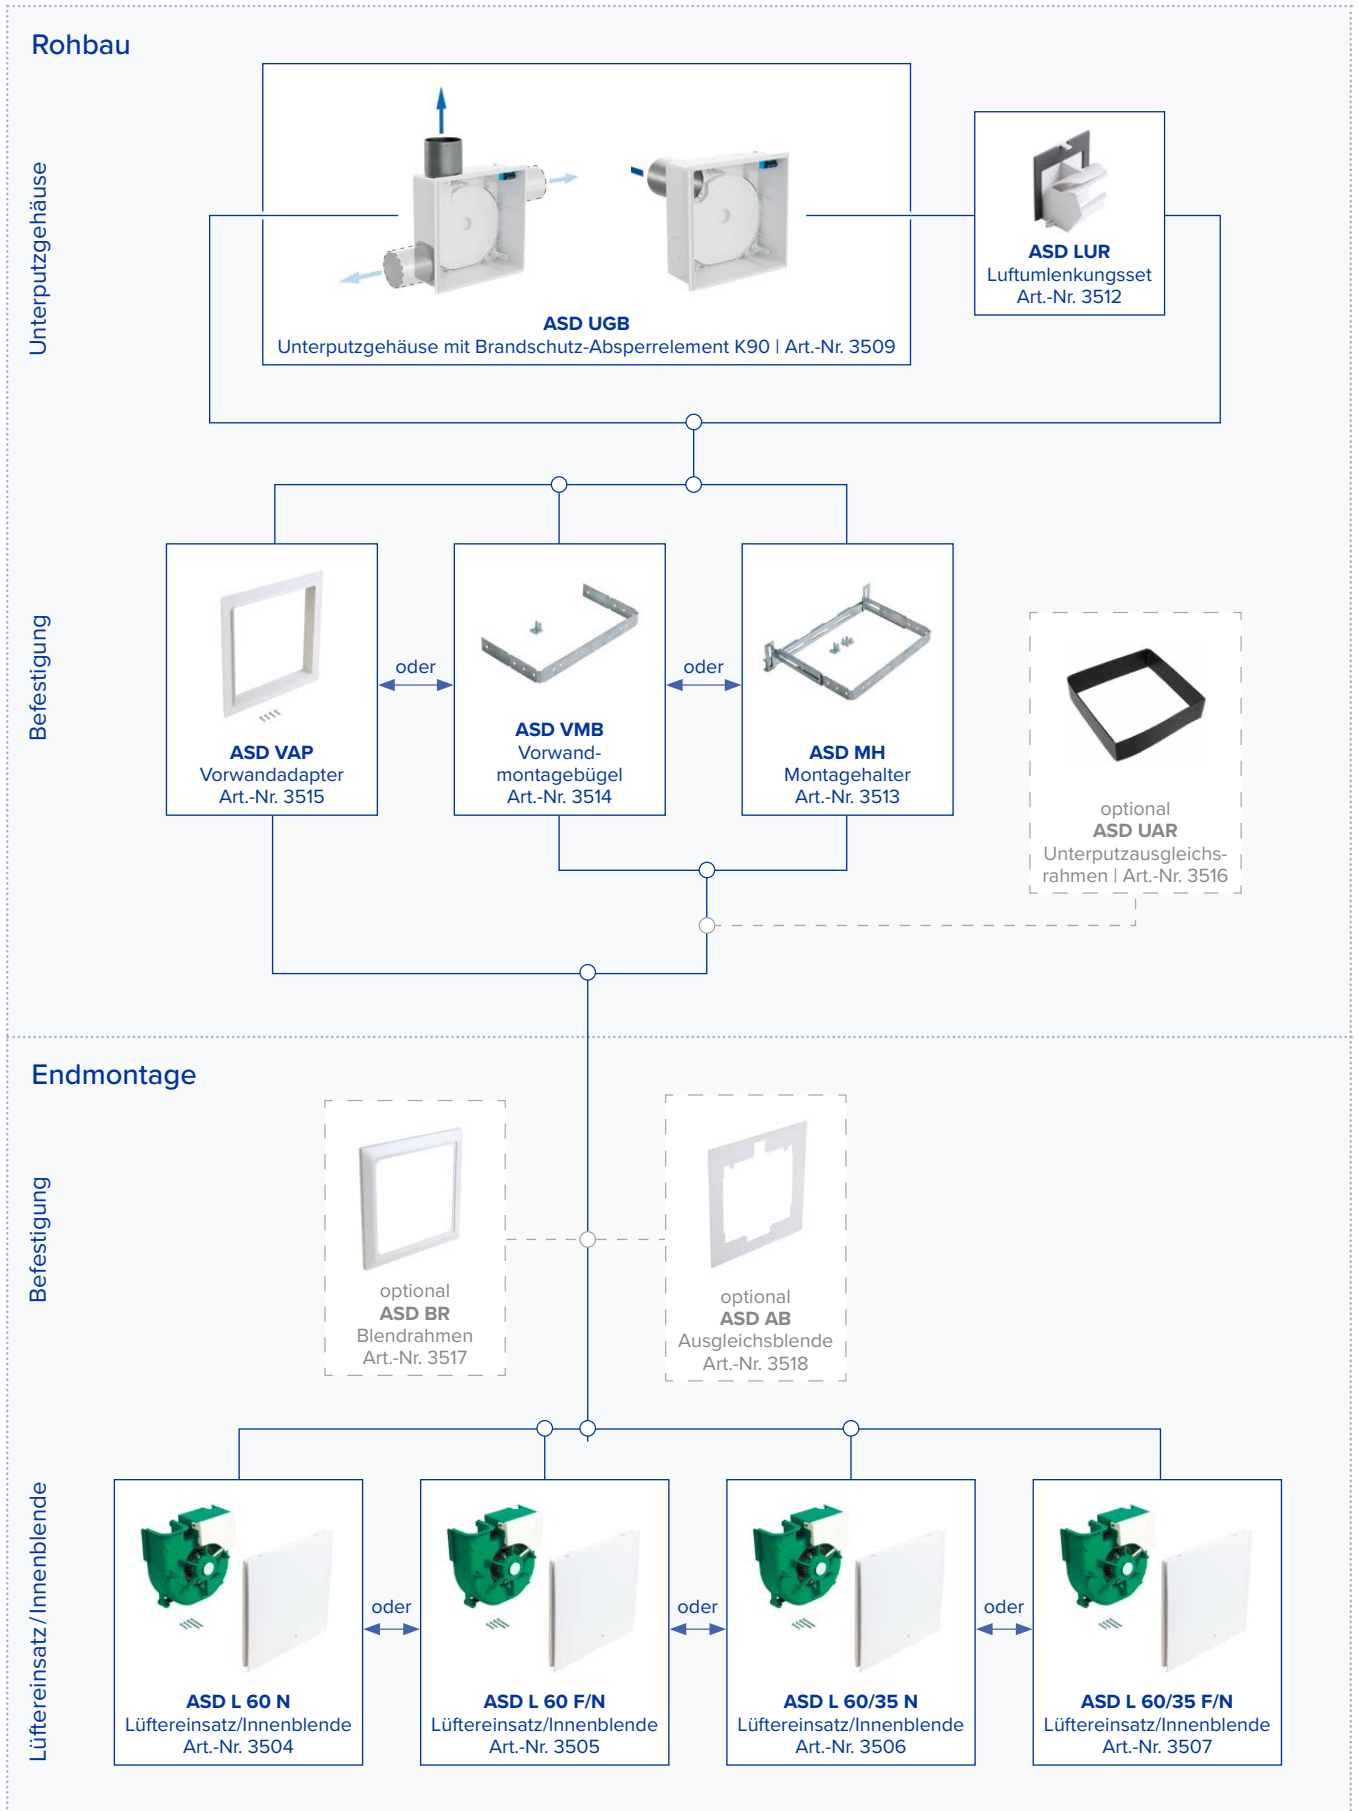 Rohbau
Unterputzgehäuse
ASD UGB
Unterputzgehäuse mit Brandschutz-Absperrelement K90 | Art.-Nr. 3509
ASD LUR
Luftumlenkungsset
Art.-Nr. 3512
Befestigung
ASD VAP
Vorwandadapter
Art.-Nr. 3515
oder
ASD VMB
Vorwand-
montagebügel
Art.-Nr. 3514
oder
ASD MH
Montagehalter
Art.-Nr. 3513
optional
ASD UAR
Unterputzausgleichs-
rahmen | Art.-Nr. 3516
Endmontage
Befestigung
optional
ASD BR
Blendrahmen
Art.-Nr. 3517
optional
ASD AB
Ausgleichsblende
Art.-Nr. 3518
Lüftereinsatz/Innenblende
ASD L 60 N
Lüftereinsatz/Innenblende
Art.-Nr. 3504
oder
ASD L 60 F/N
Lüftereinsatz/Innenblende
Art.-Nr. 3505
oder
ASD L 60/35 N
Lüftereinsatz/Innenblende
Art.-Nr. 3506
oder
ASD L 60/35 F/N
Lüftereinsatz/Innenblende
Art.-Nr. 3507